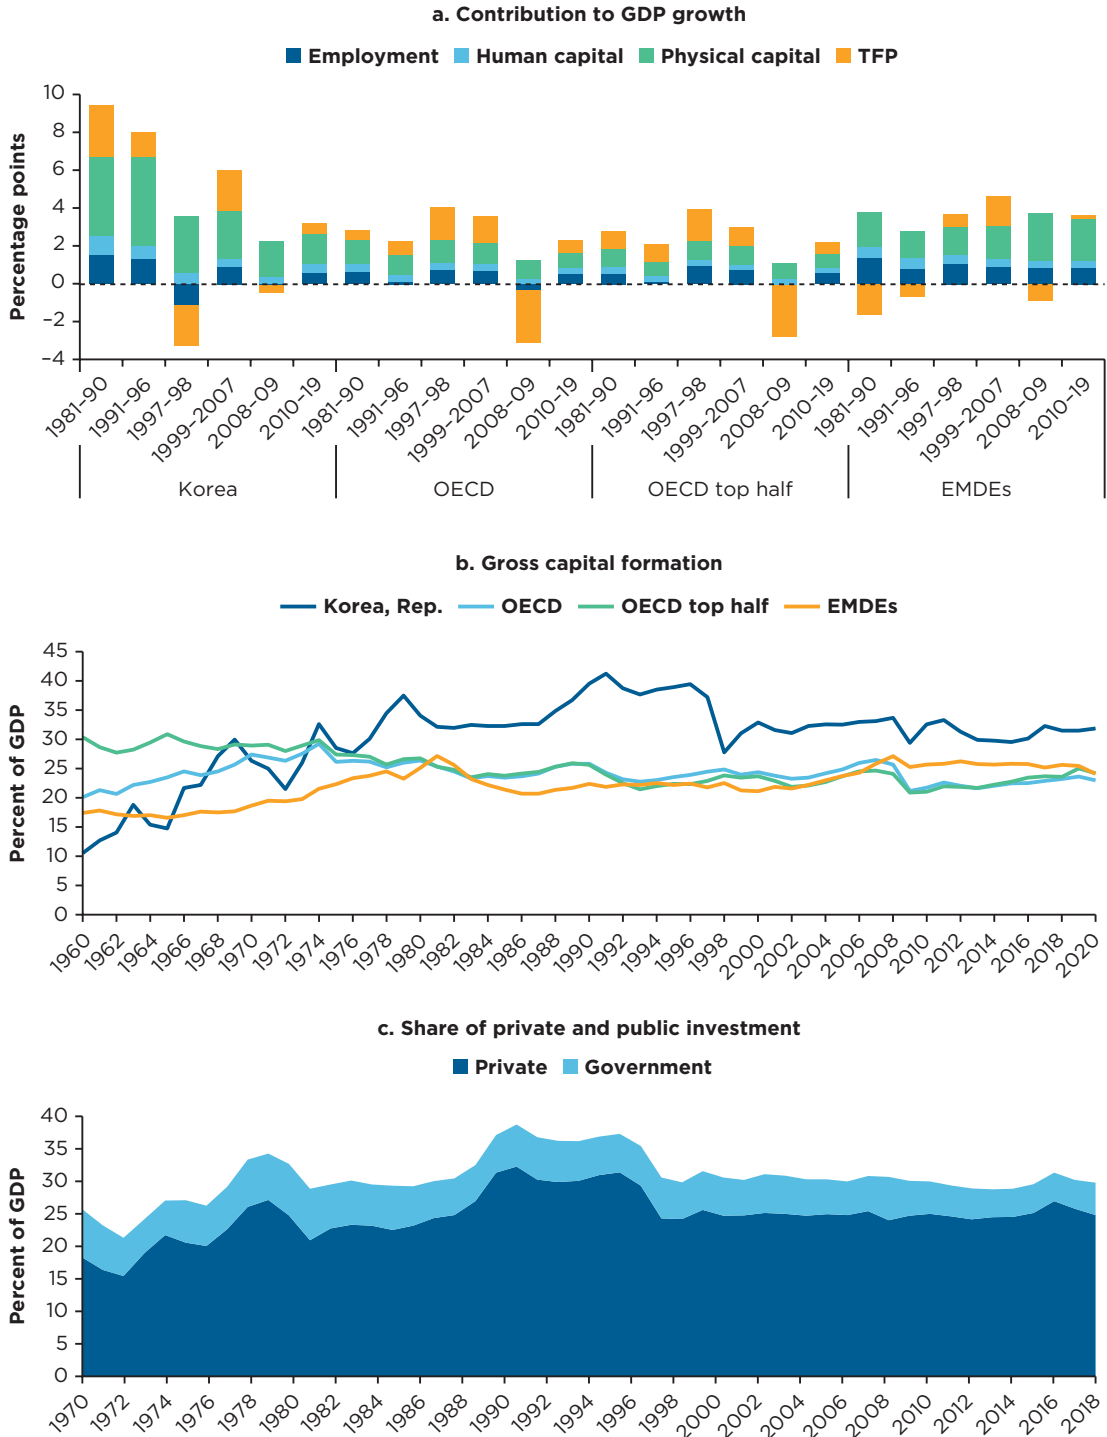 a. Contribution to GDP growth
Employment Human capital Physical capital TFP
Percentage points
10
8
6
4
2
0
−2
−4
1981–90 1991–96 1997–98 1999–2007 2008–09 2010–19 1981–90 1991–96 1997–98 1999–2007 2008–09 2010–19 1981–90 1991–96 1997–98 1999–2007 2008–09 2010–19 1981–90 1991–96 1997–98 1999–2007 2008–09 2010–19
Korea OECD OECD top half EMDEs
b. Gross capital formation
Korea, Rep. OECD OECD top half EMDEs
Percent of GDP
45
40
35
30
25
20
15
10
5
0
1960 1962 1964 1966 1968 1970 1972 1974 1976 1978 1980 1982 1984 1986 1988 1990 1992 1994 1996 1998 2000 2002 2004 2006 2008 2010 2012 2014 2016 2018 2020
c. Share of private and public investment
Private Government
Percent of GDP
40
35
30
25
20
15
10
5
0
1970 1972 1974 1976 1978 1980 1982 1984 1986 1988 1990 1992 1994 1996 1998 2000 2002 2004 2006 2008 2010 2012 2014 2016 2018